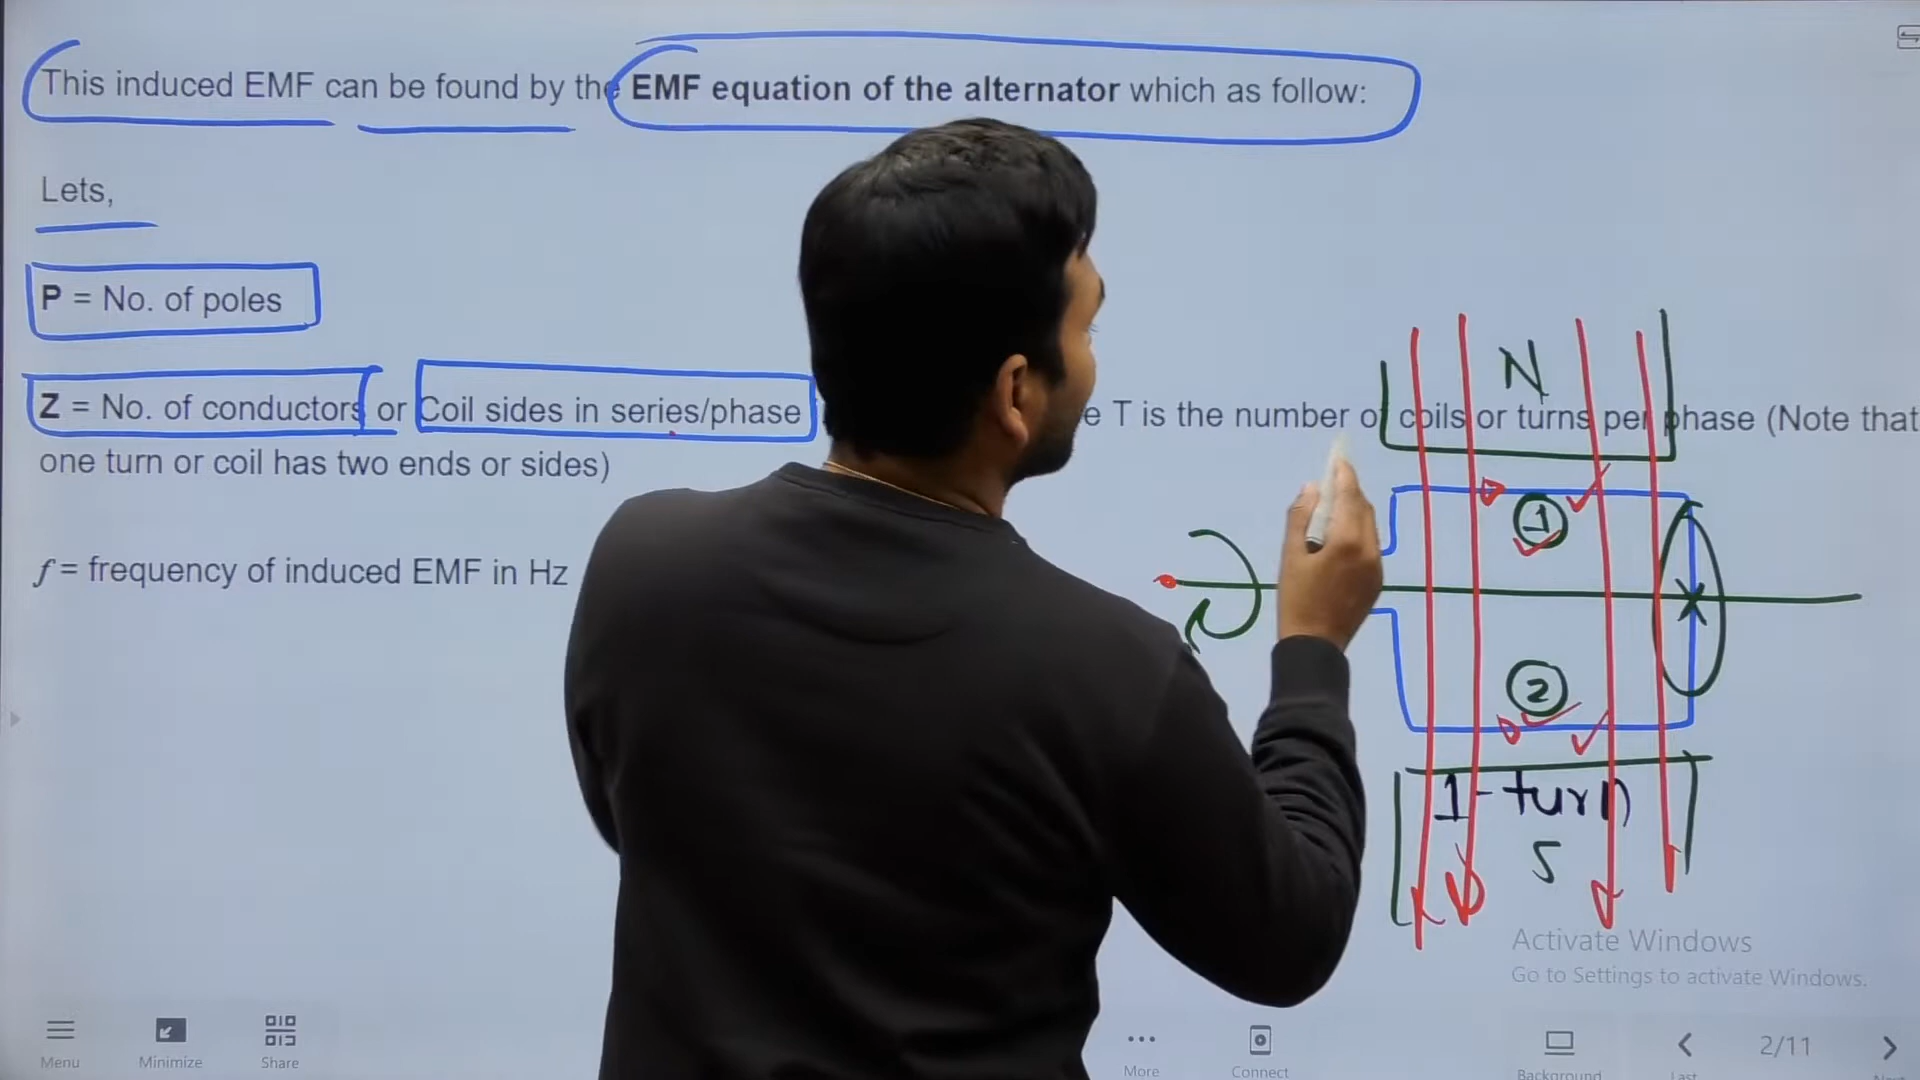 This induced EMF can be found by the EMF equation of the alternator which as follow:
Lets,
P = No. of poles
Z = No. of conductors or Coil sides in series/phase T is the number of coils or turns per phase (Note that
one turn or coil has two ends or sides)
f = frequency of induced EMF in Hz
N
1
2
1-turn
S
Activate Windows
Go to Settings to activate Windows.
Menu Minimize Share More Connect Background Last 2/11